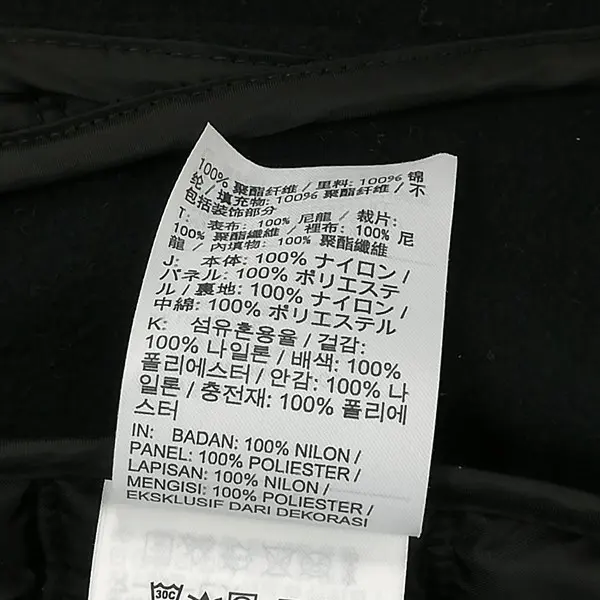 100% 聚酯纤维 / 里料: 100% 锦
纶 / 填充物: 100% 聚酯纤维 / 不
包括装饰部分
T: 表布: 100% 尼龍 / 裁片:
100% 聚酯纖維 / 裡布: 100% 尼
龍 / 內填物: 100% 聚酯纖維
J: 本体: 100% ナイロン /
パネル: 100% ポリエステ
ル / 裏地: 100% ナイロン /
中綿: 100% ポリエステル
K: 섬유혼용율 / 겉감:
100% 나일론 / 배색: 100%
폴리에스터 / 안감: 100% 나
일론 / 충전재: 100% 폴리에
스터
IN: BADAN: 100% NILON /
PANEL: 100% POLIESTER /
LAPISAN: 100% NILON /
MENGISI: 100% POLIESTER /
EKSKLUSIF DARI DEKORASI
30C